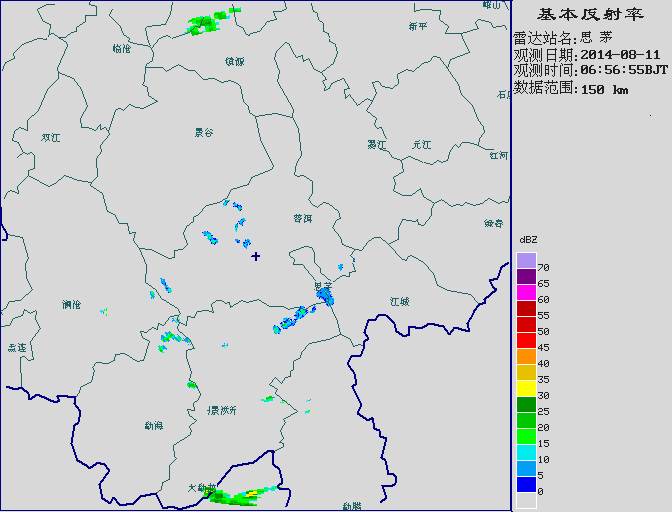 基本反射率
雷达站名:思 茅
观测日期:2014-08-11
观测时间:06:56:55BJT
数据范围:150 km
峨山
新平
临沧
镇源
石屏
双江
景谷
墨江
元江
红河
普洱
绿春
思茅
澜沧
江城
孟连
勐海
大勐龙
勐腊
dBZ
70
65
60
55
50
45
40
35
30
25
20
15
10
5
0